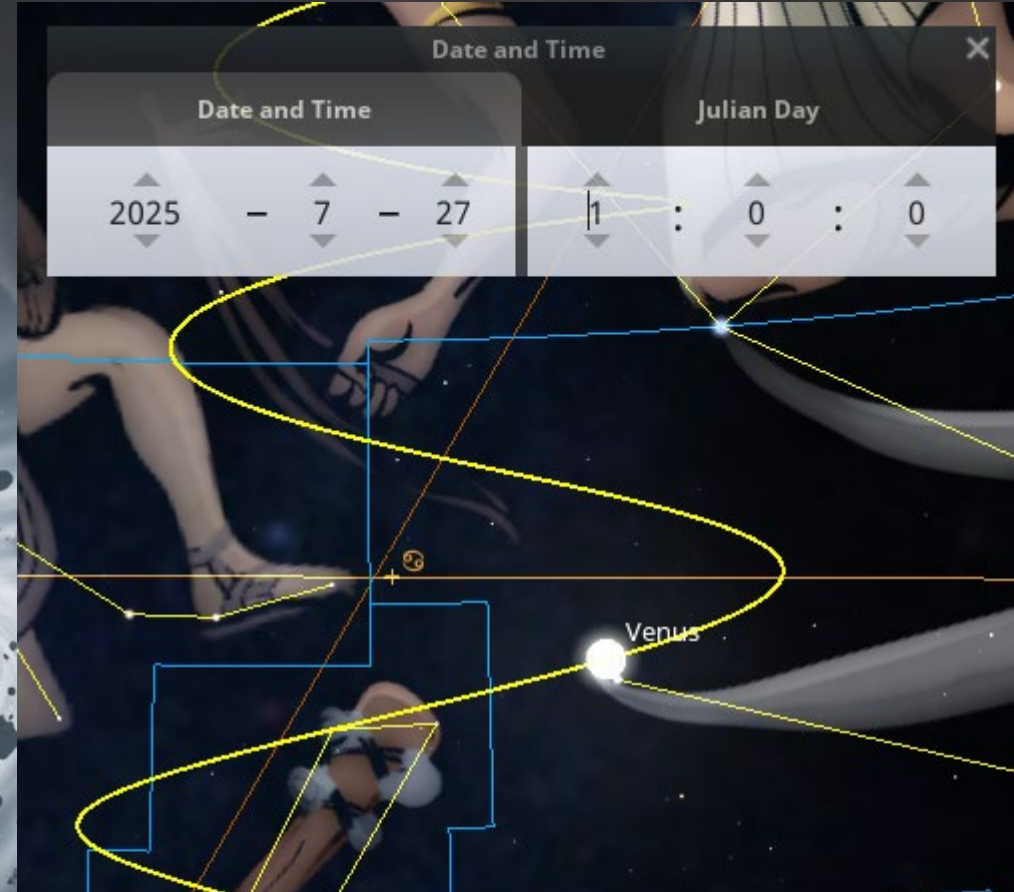 Date and Time
Date and Time
Julian Day
2025 – 7 – 27 1 : 0 : 0
♋
Venus